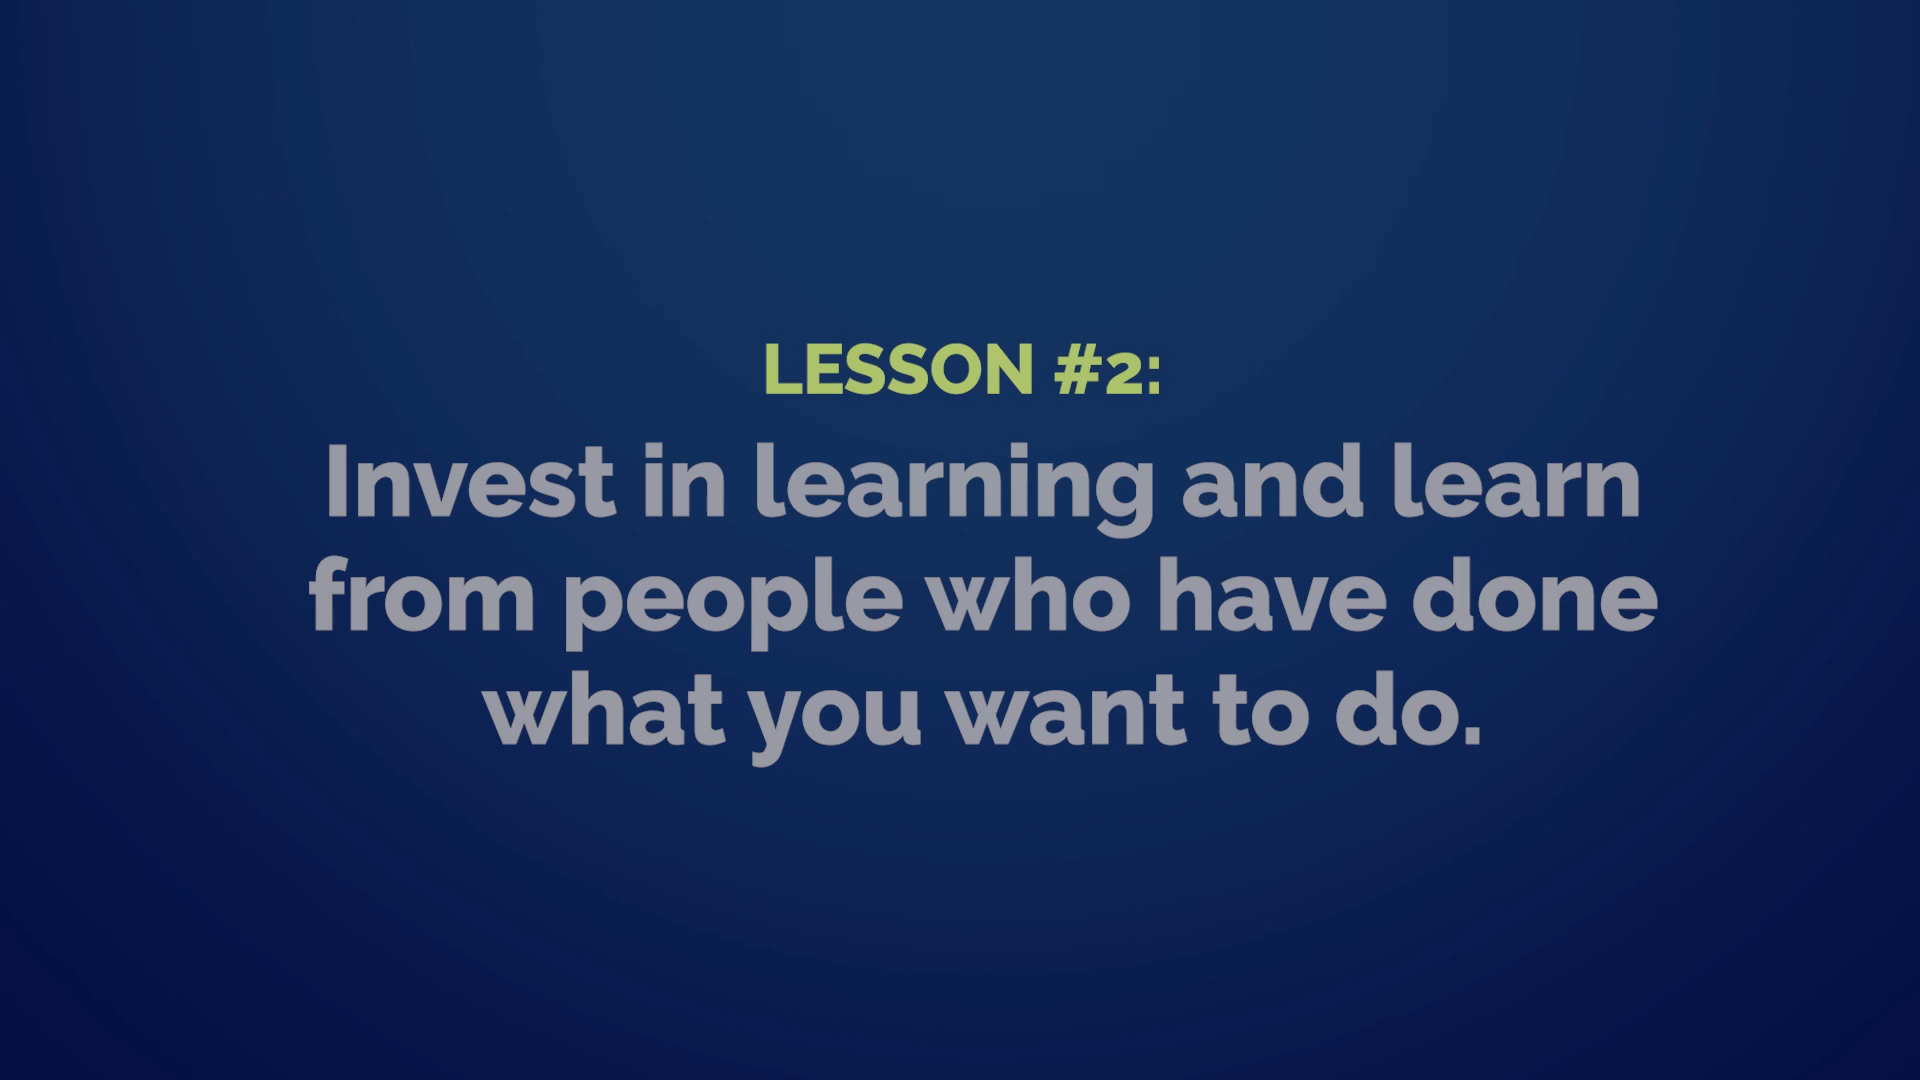 LESSON #2:
Invest in learning and learn
from people who have done
what you want to do.